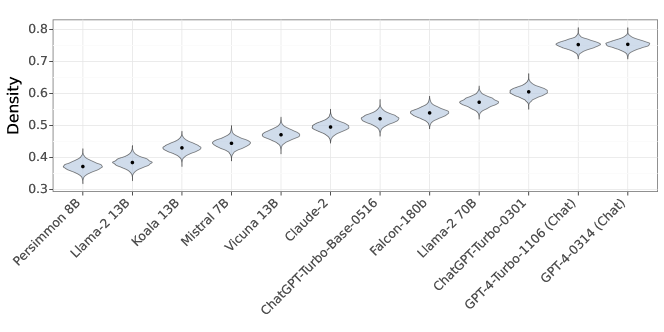 Density
0.8
0.7
0.6
0.5
0.4
0.3
Persimmon 8B
Llama-2 13B
Koala 13B
Mistral 7B
Vicuna 13B
Claude-2
ChatGPT-Turbo-Base-0516
Falcon-180b
Llama-2 70B
ChatGPT-Turbo-0301
GPT-4-Turbo-1106 (Chat)
GPT-4-0314 (Chat)